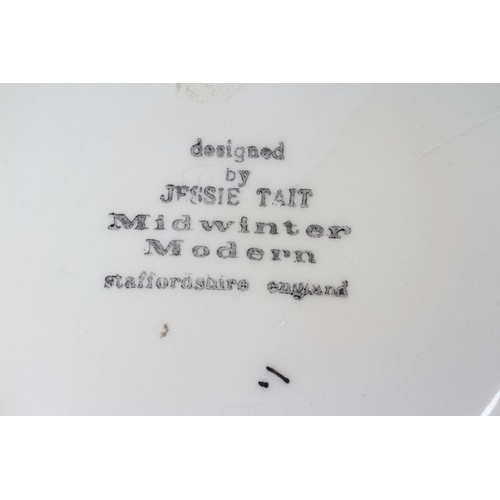 designed
by
JESSIE TAIT
Midwinter
Modern
staffordshire england